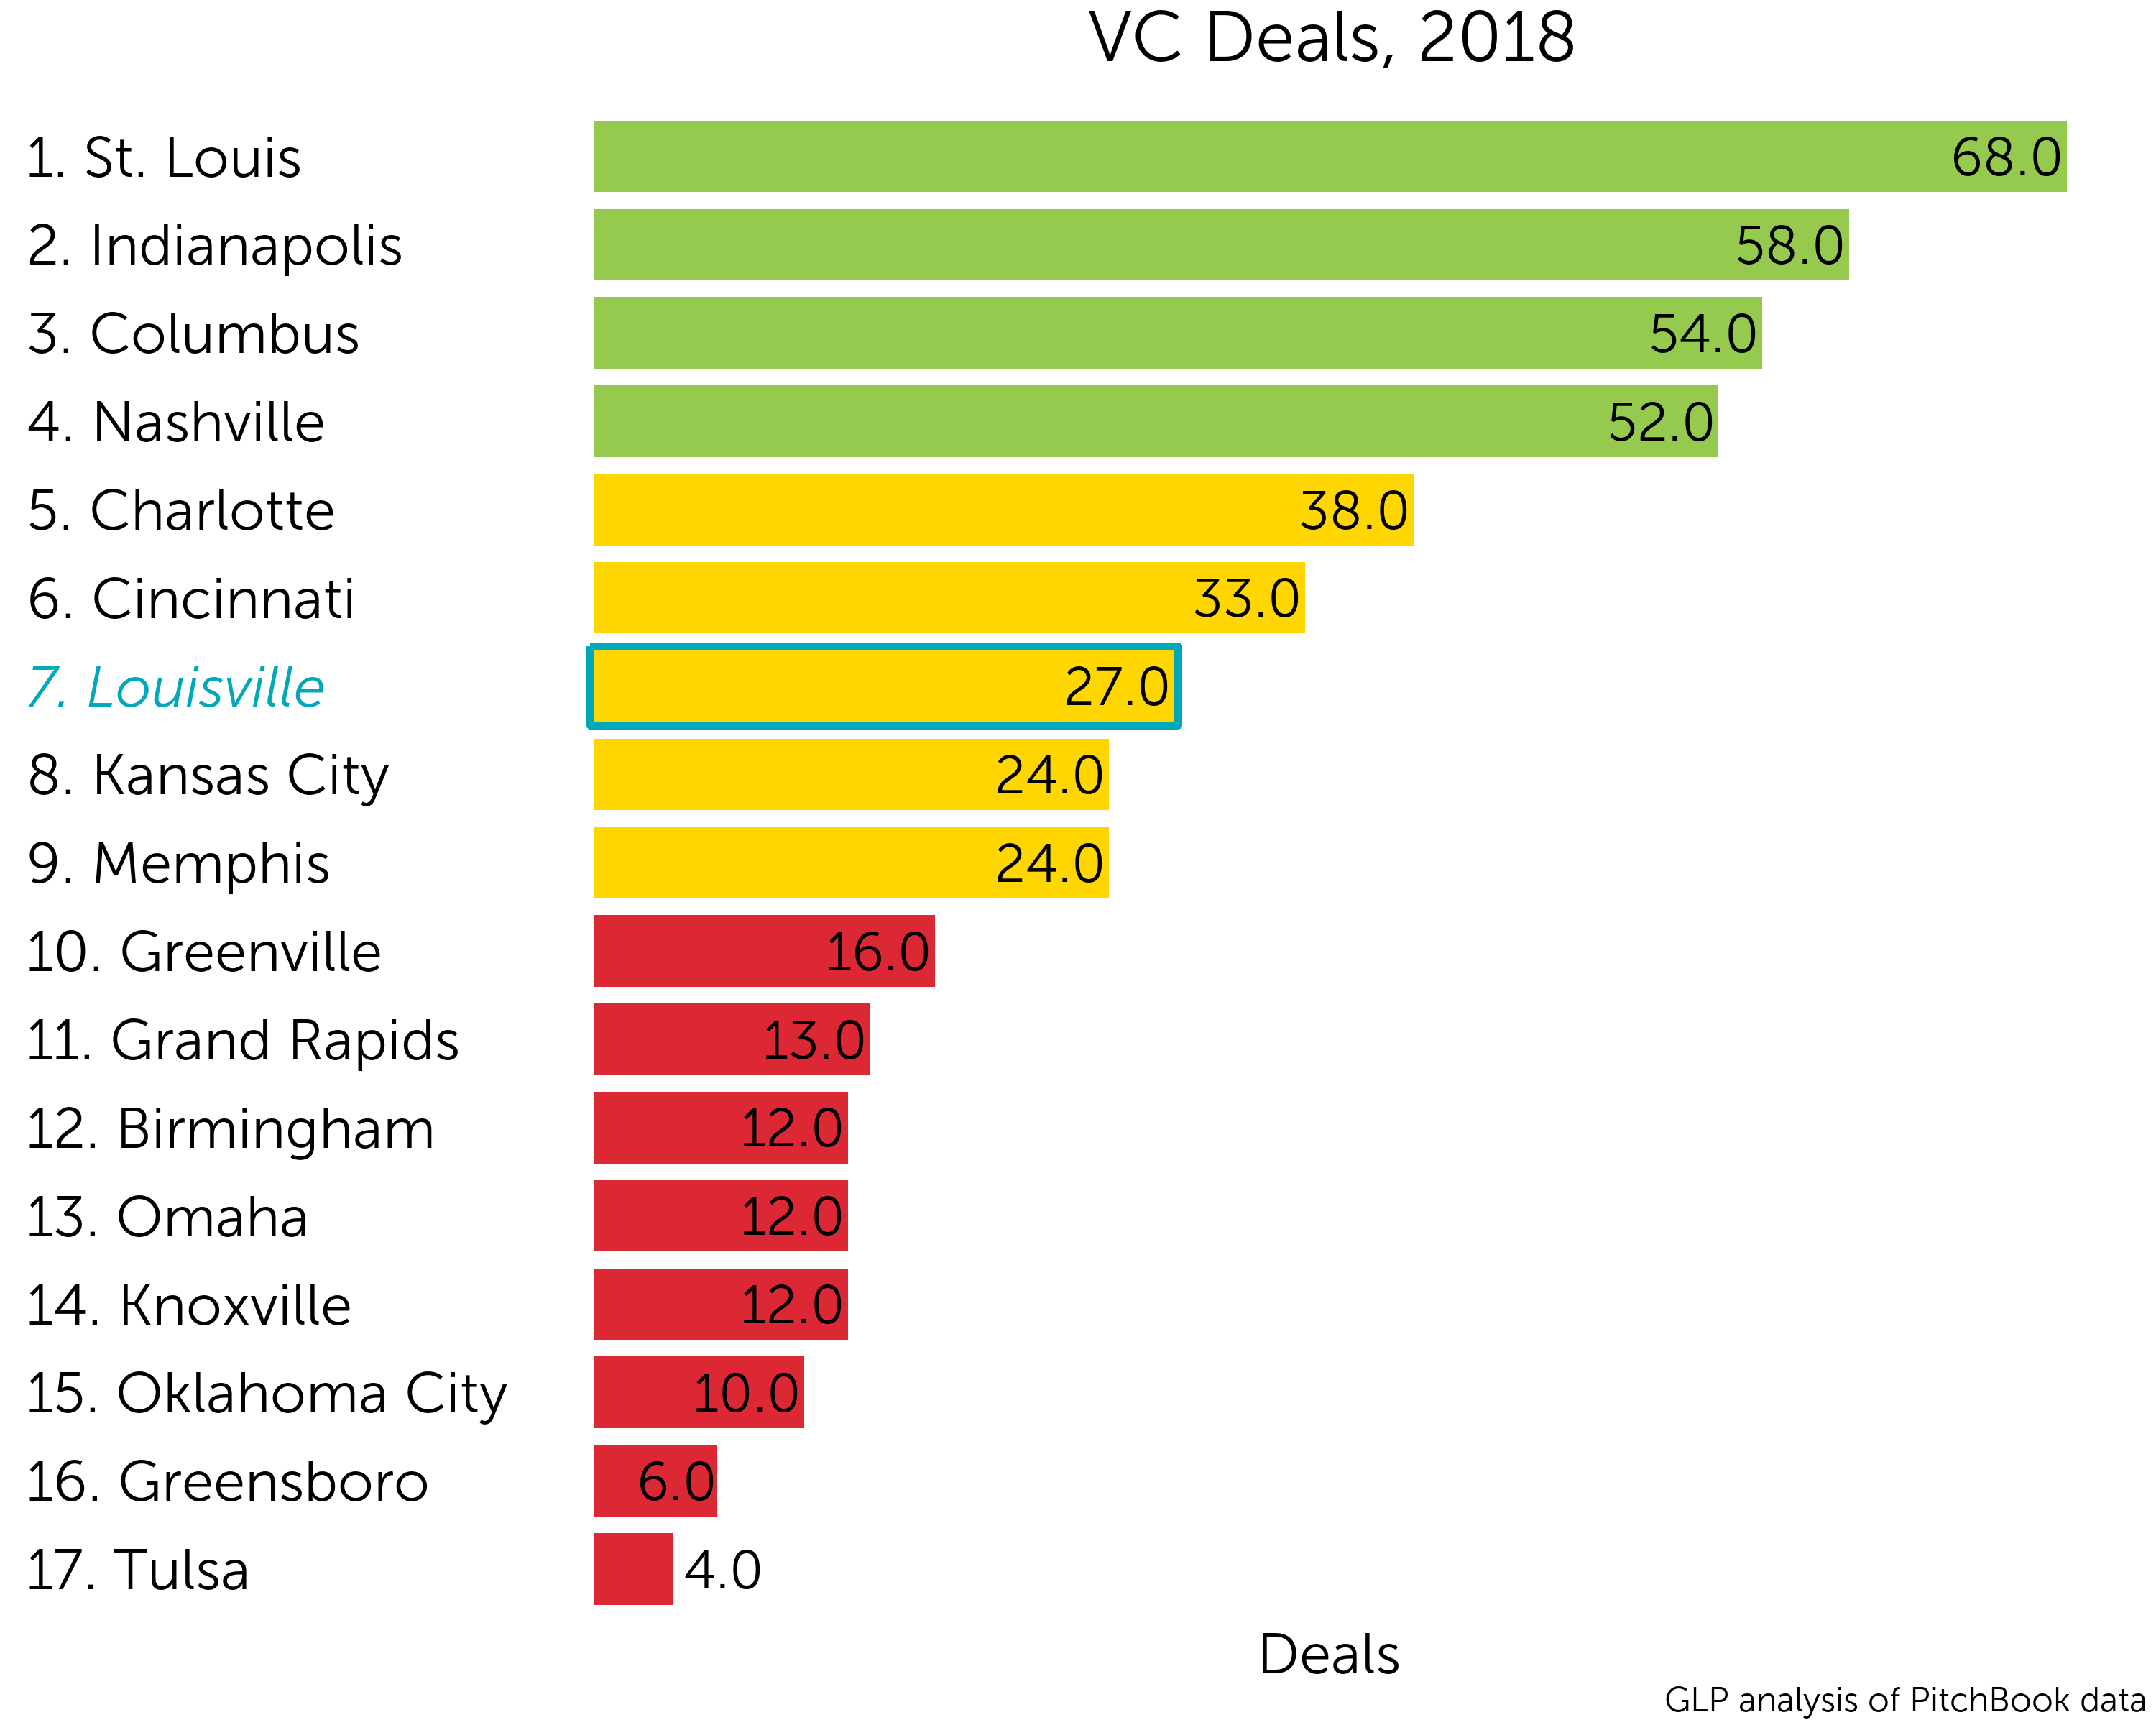 VC Deals, 2018
1. St. Louis 68.0
2. Indianapolis 58.0
3. Columbus 54.0
4. Nashville 52.0
5. Charlotte 38.0
6. Cincinnati 33.0
7. Louisville 27.0
8. Kansas City 24.0
9. Memphis 24.0
10. Greenville 16.0
11. Grand Rapids 13.0
12. Birmingham 12.0
13. Omaha 12.0
14. Knoxville 12.0
15. Oklahoma City 10.0
16. Greensboro 6.0
17. Tulsa 4.0
Deals
GLP analysis of PitchBook data